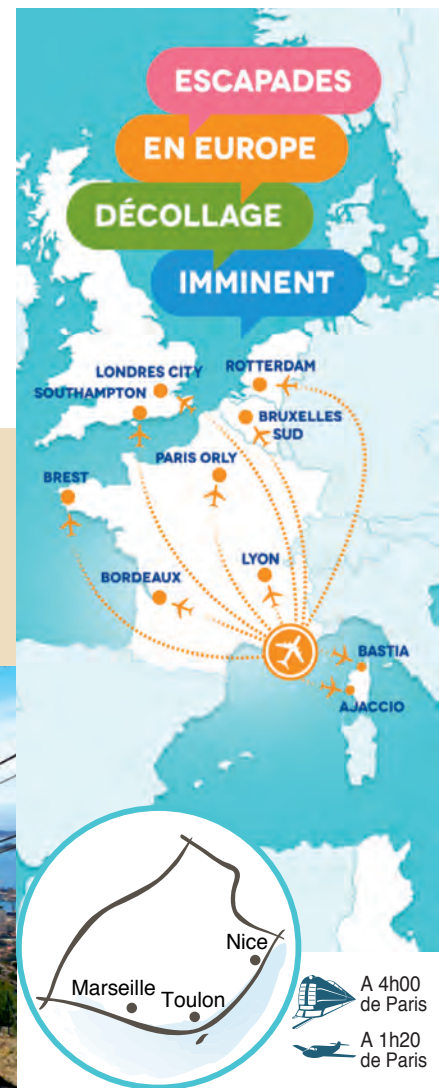 ESCAPADES
EN EUROPE
DÉCOLLAGE
IMMINENT
LONDRES CITY
ROTTERDAM
SOUTHAMPTON
BRUXELLES
SUD
PARIS ORLY
BREST
LYON
BORDEAUX
BASTIA
AJACCIO
Nice
Marseille
Toulon
A 4h00
de Paris
A 1h20
de Paris